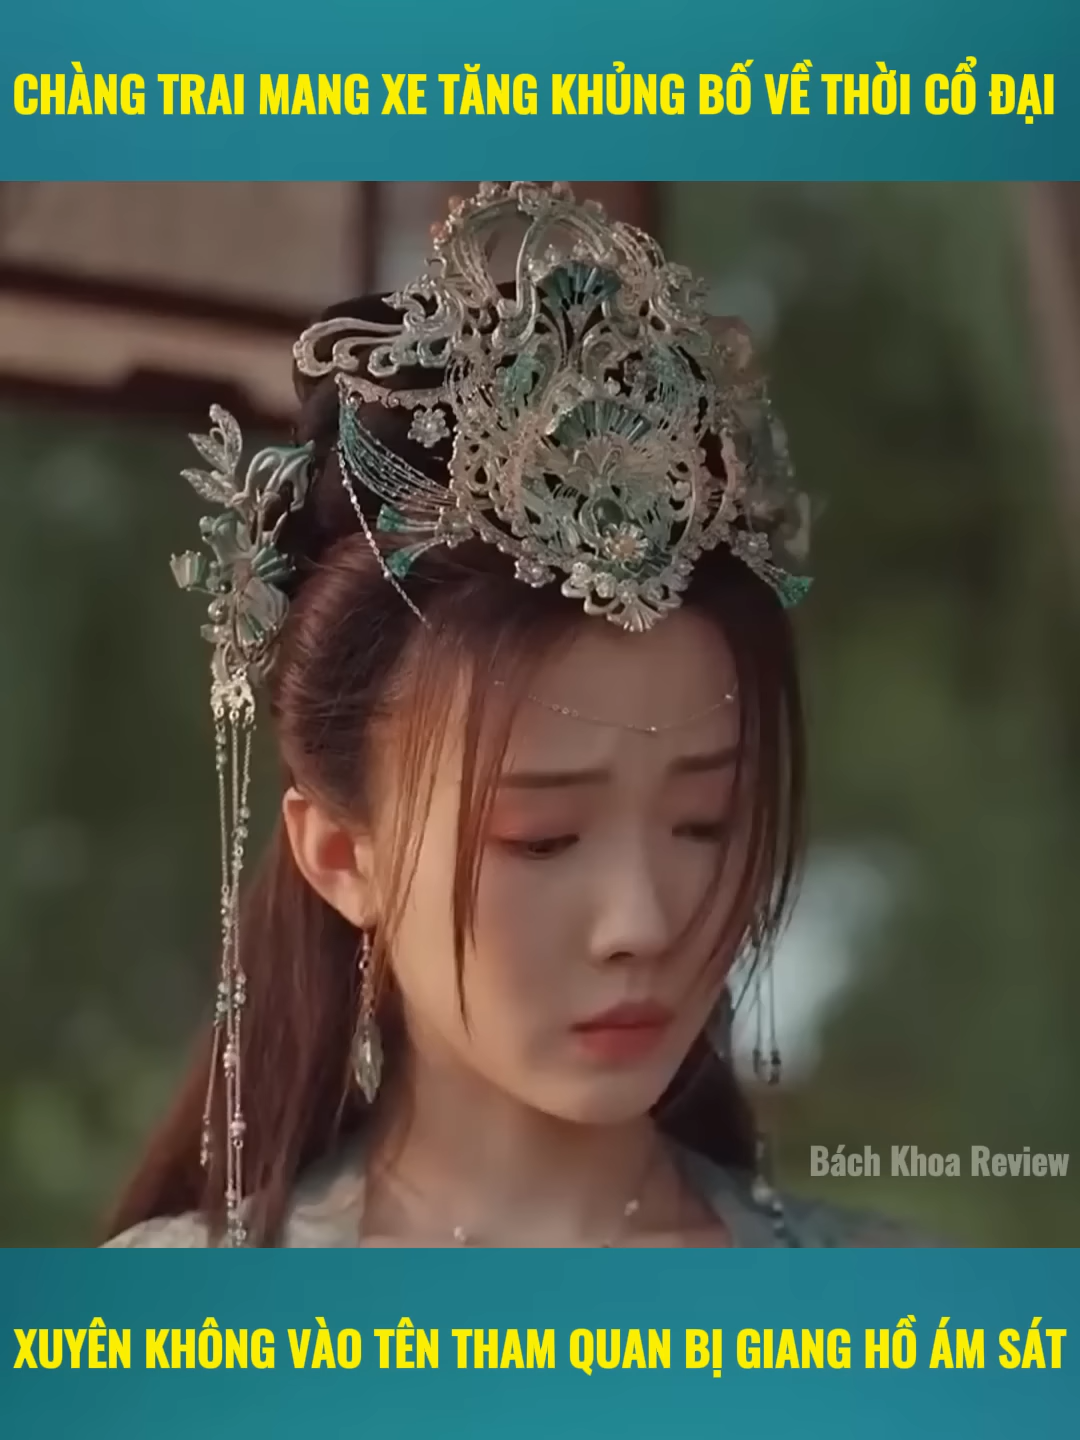 CHÀNG TRAI MANG XE TĂNG KHỦNG BỐ VỀ THỜI CỔ ĐẠI
Bách Khoa Review
XUYÊN KHÔNG VÀO TÊN THAM QUAN BỊ GIANG HỒ ÁM SÁT